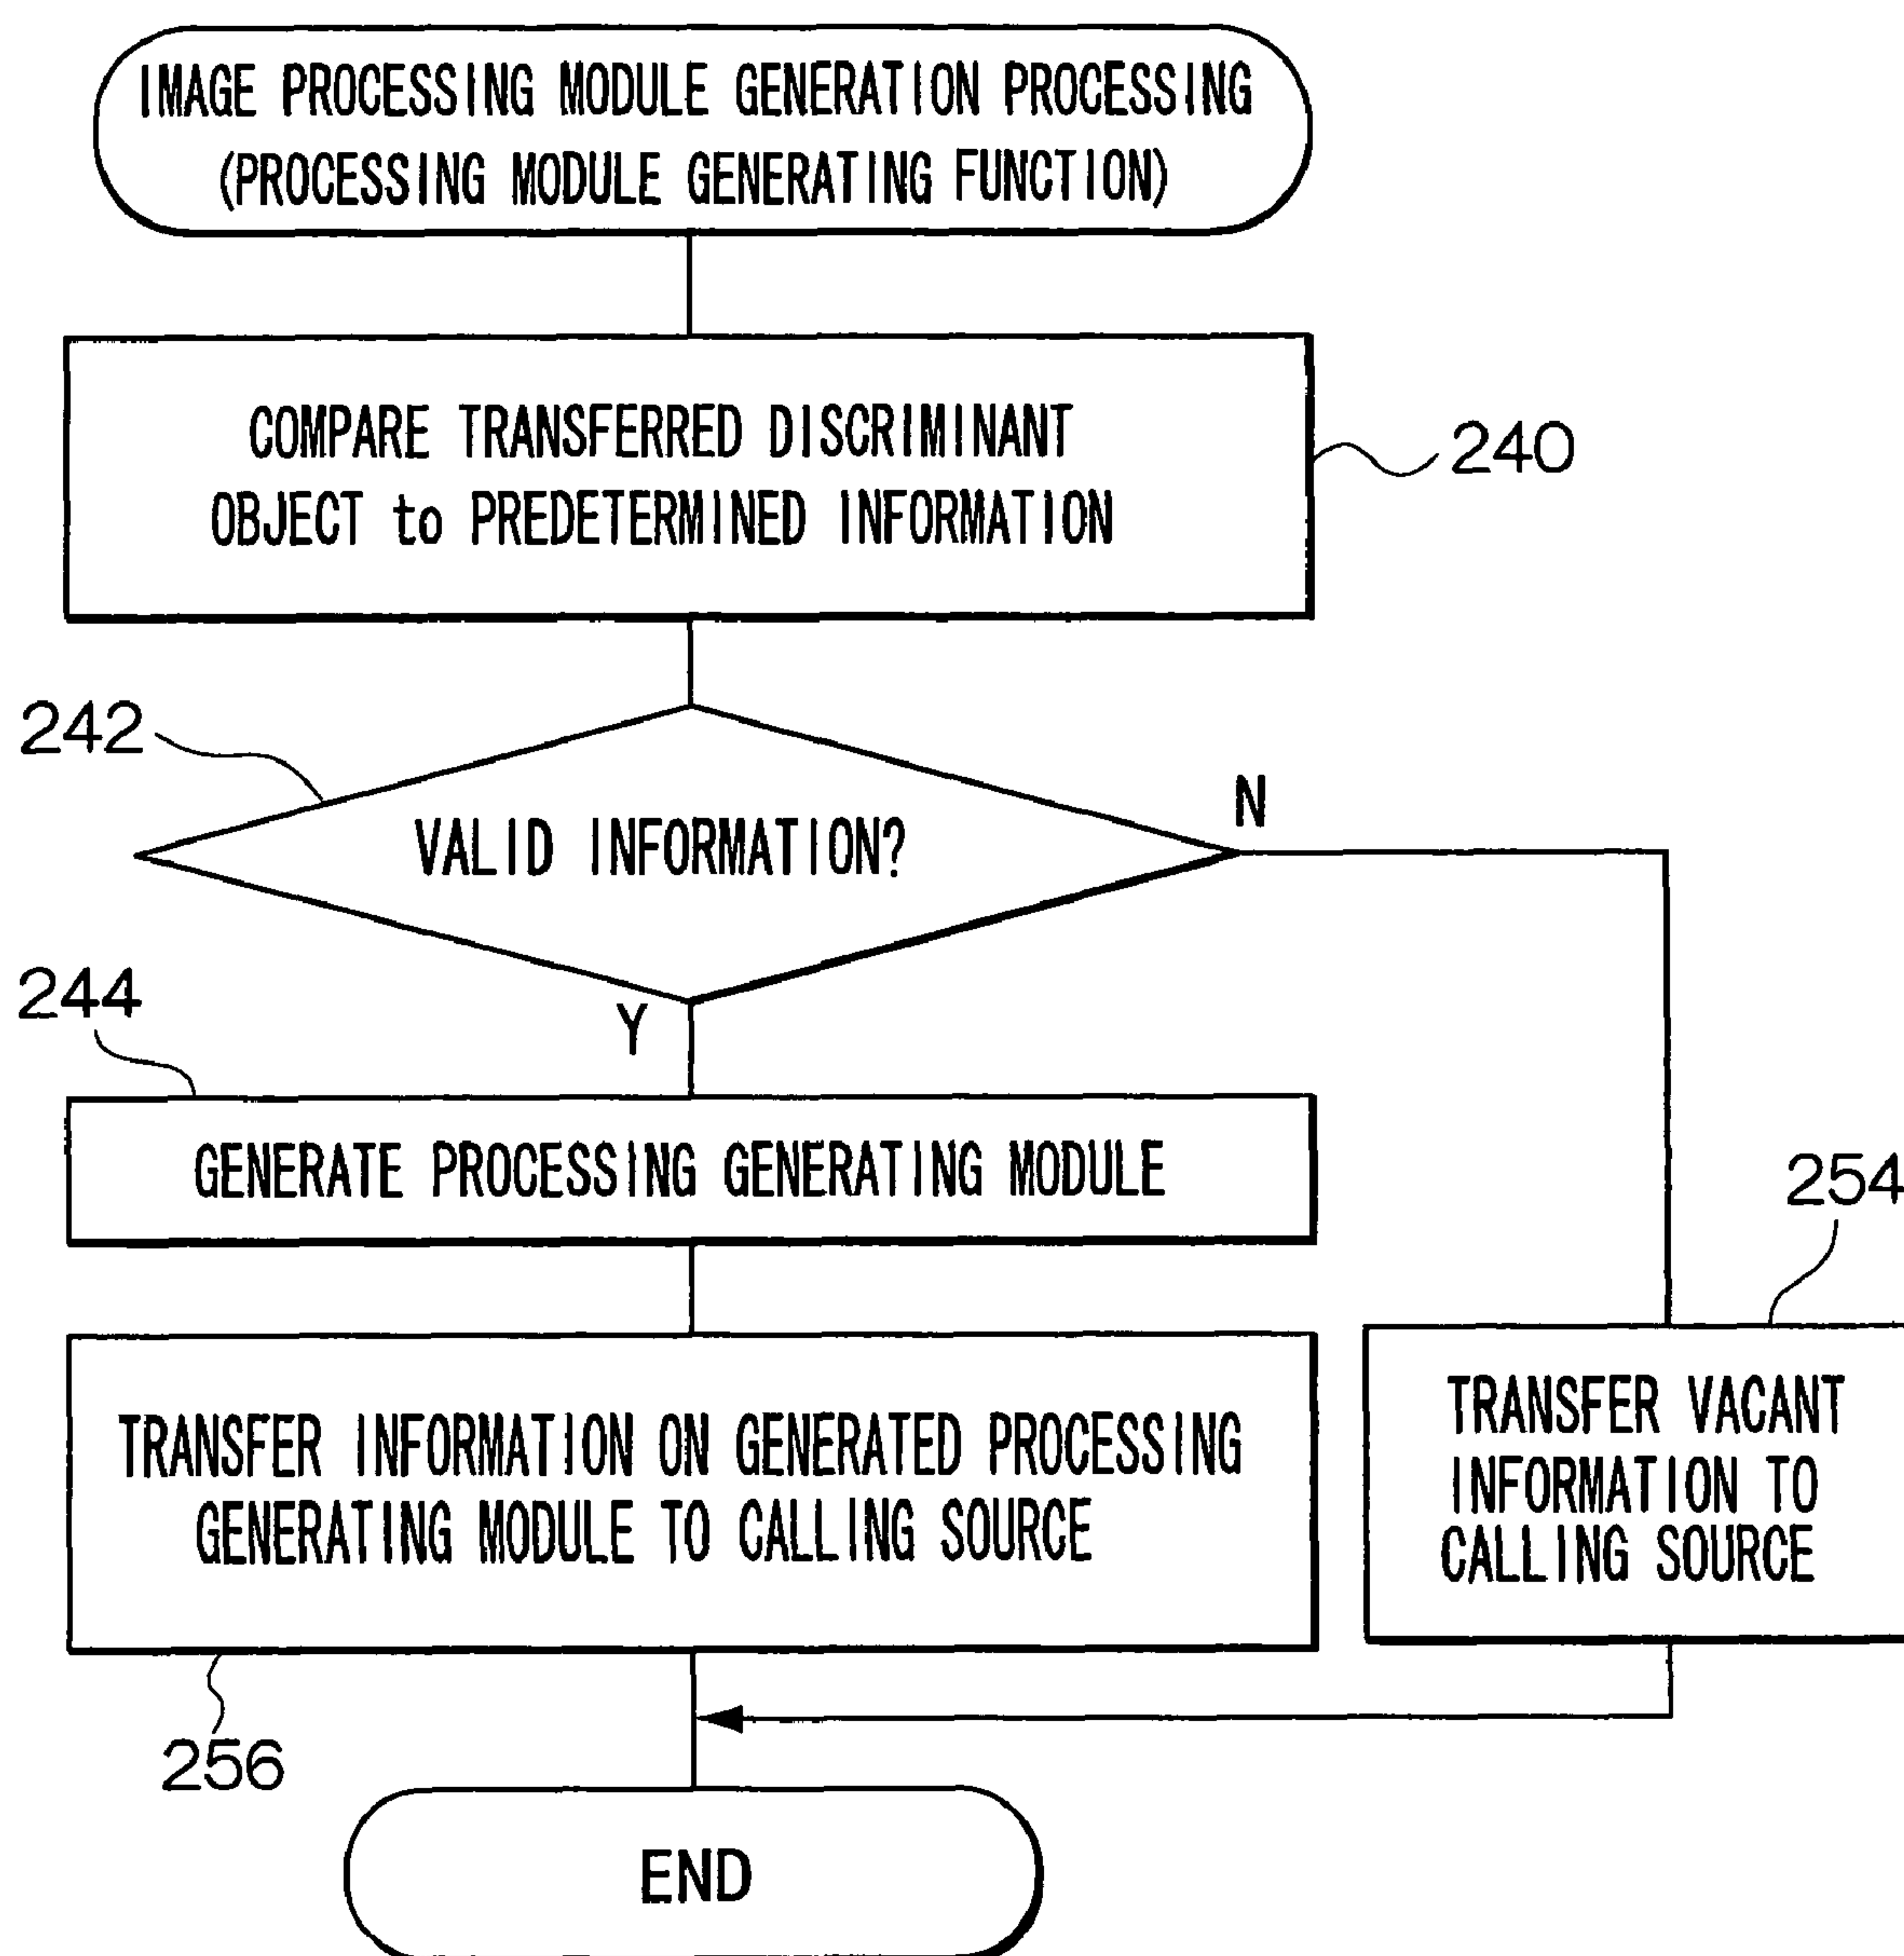 IMAGE PROCESSING MODULE GENERATION PROCESSING
(PROCESSING MODULE GENERATING FUNCTION)
COMPARE TRANSFERRED DISCRIMINANT
OBJECT to PREDETERMINED INFORMATION
240
242
VALID INFORMATION?
N
Y
244
GENERATE PROCESSING GENERATING MODULE
254
TRANSFER INFORMATION ON GENERATED PROCESSING
GENERATING MODULE TO CALLING SOURCE
TRANSFER VACANT
INFORMATION TO
CALLING SOURCE
256
END